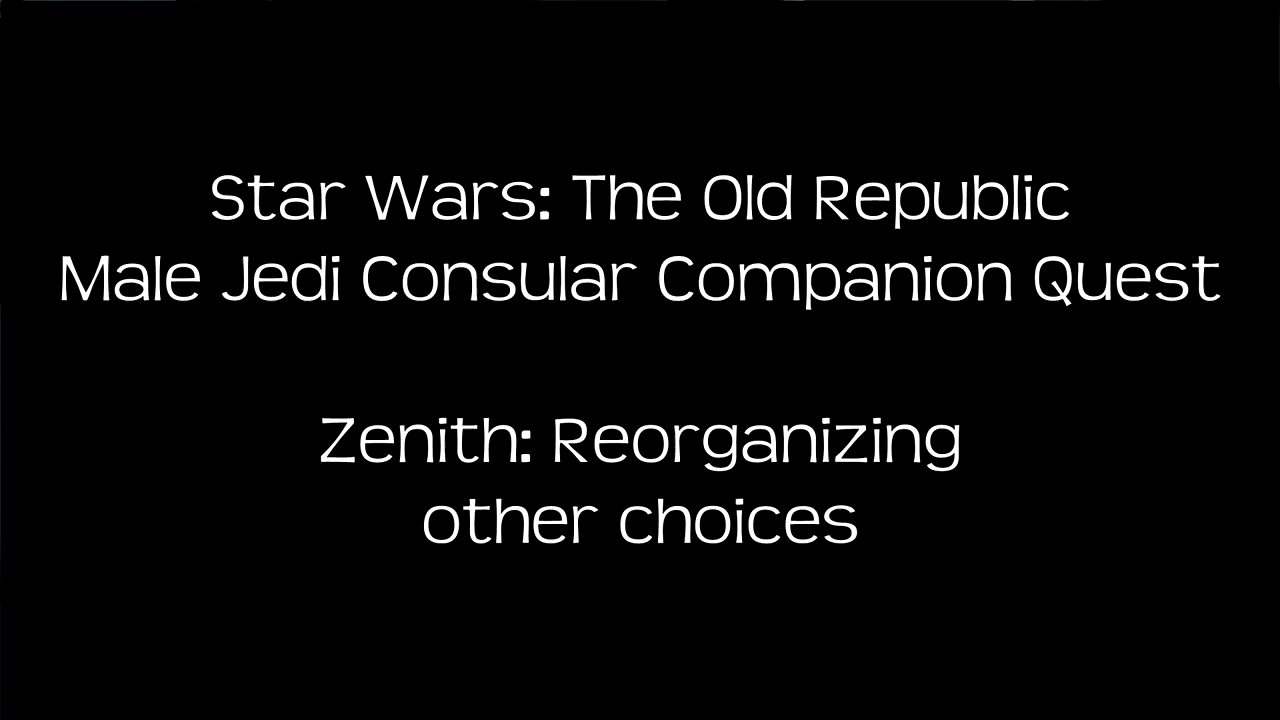 Star Wars: The Old Republic
Male Jedi Consular Companion Quest
Zenith: Reorganizing
other choices